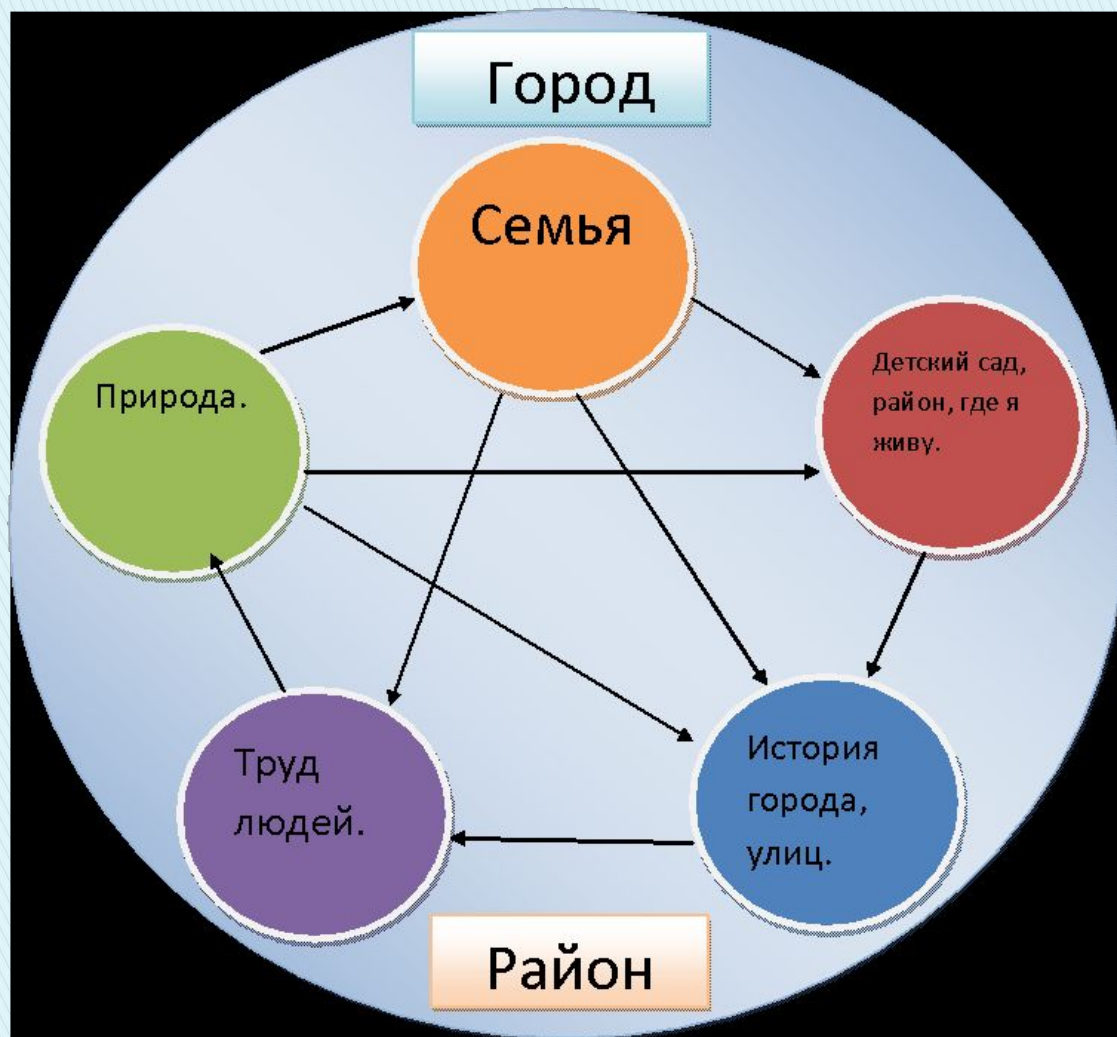 Город
Семья
Детский сад,
район, где я
живу.
Природа.
История
города,
улиц.
Труд
людей.
Район